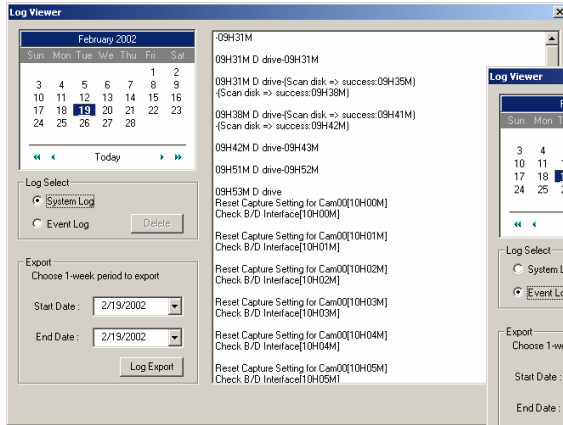 Log Viewer
February 2002
Sun Mon Tue We Thu Fri Sat
1 2
3 4 5 6 7 8 9
10 11 12 13 14 15 16
17 18 19 20 21 22 23
24 25 26 27 28
Today
Log Select
System Log
Event Log
Delete
Export
Choose 1-week period to export
Start Date : 2/19/2002
End Date : 2/19/2002
Log Export
-09H31M
09H31M D drive-09H31M
09H31M D drive-(Scan disk => success:09H35M)
-(Scan disk => success:09H38M)
09H38M D drive-(Scan disk => success:09H41M)
-(Scan disk => success:09H42M)
09H42M D drive-09H43M
09H51M D drive-09H52M
09H53M D drive
Reset Capture Setting for Cam00[10H00M]
Check B/D Interface[10H00M]
Reset Capture Setting for Cam00[10H01M]
Check B/D Interface[10H01M]
Reset Capture Setting for Cam00[10H02M]
Check B/D Interface[10H02M]
Reset Capture Setting for Cam00[10H03M]
Check B/D Interface[10H03M]
Reset Capture Setting for Cam00[10H04M]
Check B/D Interface[10H04M]
Reset Capture Setting for Cam00[10H05M]
Check B/D Interface[10H05M]
Log Viewer
Sun Mon
3 4
10 11
17 18
24 25
Log Select
System
Event
Export
Choose
Start Date :
End Date :